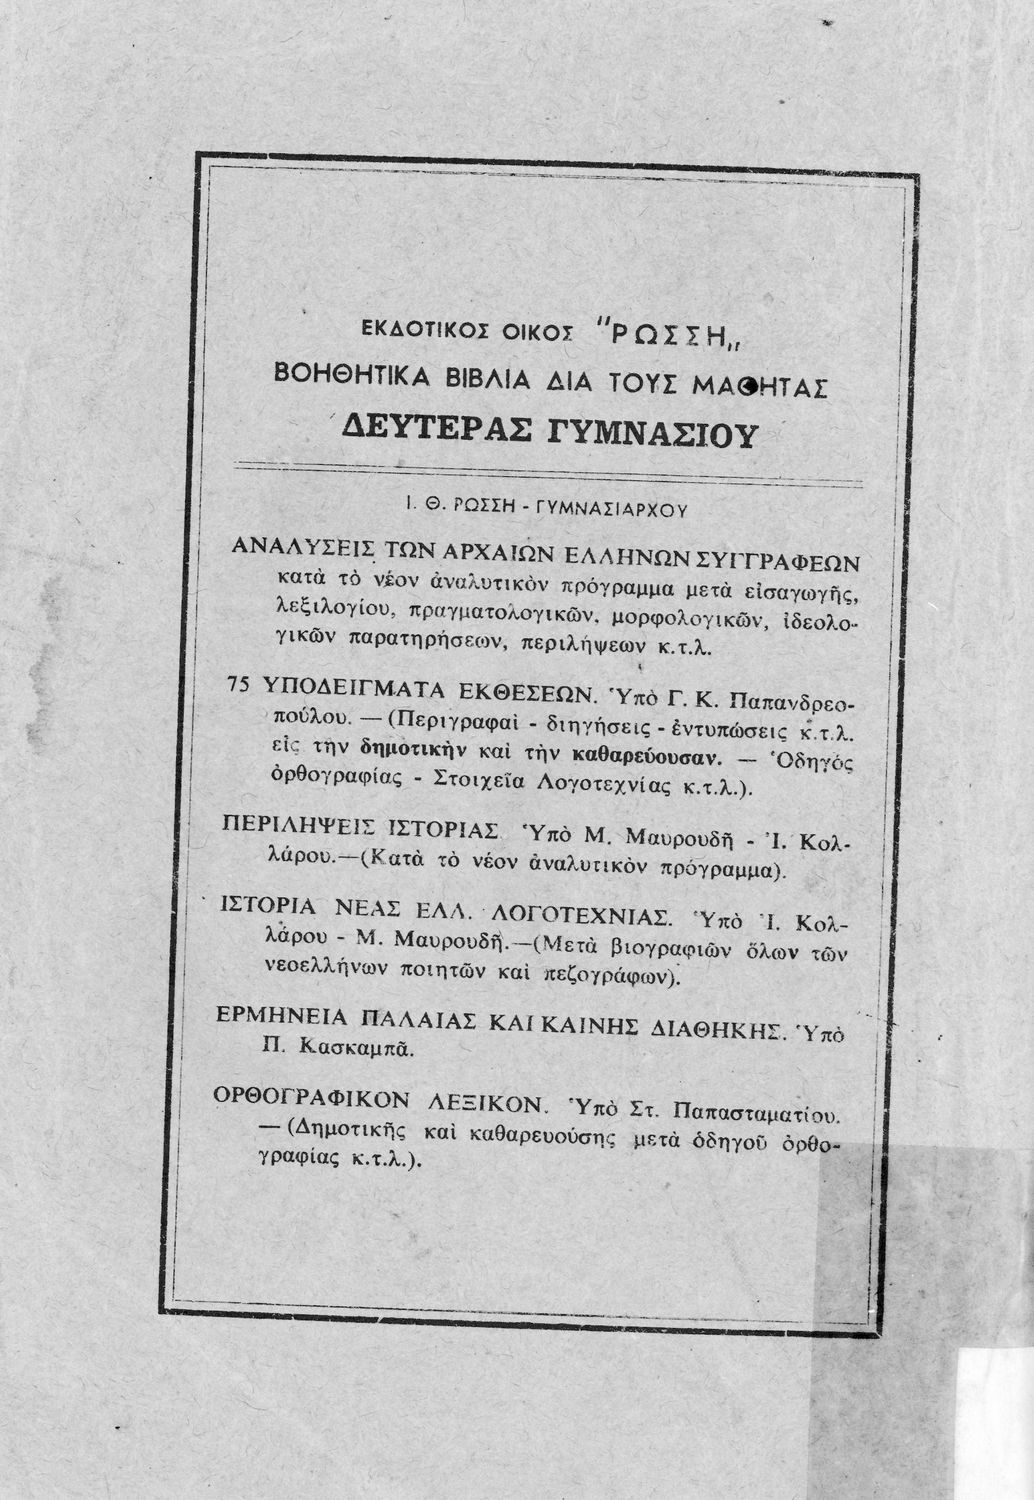 ΕΚΔΟΤΙΚΟΣ ΟΙΚΟΣ "ΡΩΣΣΗ„
ΒΟΗΘΗΤΙΚΑ ΒΙΒΛΙΑ ΔΙΑ ΤΟΥΣ ΜΑΘΗΤΑΣ
ΔΕΥΤΕΡΑΣ ΓΥΜΝΑΣΙΟΥ
Ι. Θ. ΡΩΣΣΗ - ΓΥΜΝΑΣΙΑΡΧΟΥ
ΑΝΑΛΥΣΕΙΣ ΤΩΝ ΑΡΧΑΙΩΝ ΕΛΛΗΝΩΝ ΣΥΓΓΡΑΦΕΩΝ
κατὰ τὸ νέον ἀναλυτικὸν πρόγραμμα μετὰ εἰσαγωγῆς,
λεξιλογίου, πραγματολογικῶν, μορφολογικῶν, ἰδεολο-
γικῶν παρατηρήσεων, περιλήψεων κ.τ.λ.
75 ΥΠΟΔΕΙΓΜΑΤΑ ΕΚΘΕΣΕΩΝ. Ὑπὸ Γ. Κ. Παπανδρεο-
πούλου. — (Περιγραφαὶ - διηγήσεις - ἐντυπώσεις κ.τ.λ.
εἰς τὴν δημοτικὴν καὶ τὴν καθαρεύουσαν. — Ὁδηγός
ὀρθογραφίας - Στοιχεῖα Λογοτεχνίας κ.τ.λ.).
ΠΕΡΙΛΗΨΕΙΣ ΙΣΤΟΡΙΑΣ Ὑπὸ Μ. Μαυρουδῆ - Ἰ. Κολ-
λάρου.—(Κατὰ τὸ νέον ἀναλυτικὸν πρόγραμμα).
ΙΣΤΟΡΙΑ ΝΕΑΣ ΕΛΛ. ΛΟΓΟΤΕΧΝΙΑΣ. Ὑπὸ Ἰ. Κολ-
λάρου - Μ. Μαυρουδῆ.—(Μετὰ βιογραφιῶν ὅλων τῶν
νεοελλήνων ποιητῶν καὶ πεζογράφων).
ΕΡΜΗΝΕΙΑ ΠΑΛΑΙΑΣ ΚΑΙ ΚΑΙΝΗΣ ΔΙΑΘΗΚΗΣ. Ὑπὸ
Π. Κασκαμπᾶ.
ΟΡΘΟΓΡΑΦΙΚΟΝ ΛΕΞΙΚΟΝ. Ὑπὸ Στ. Παπασταματίου.
— (Δημοτικῆς καὶ καθαρευούσης μετὰ ὁδηγοῦ ὀρθο-
γραφίας κ.τ.λ.).